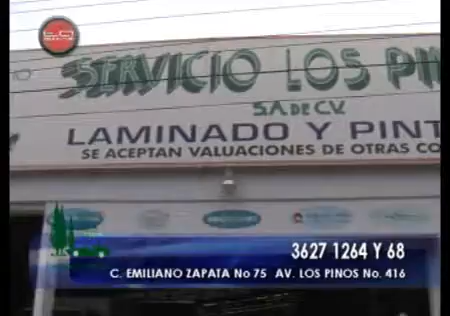 SERVICIO LOS PIN
S.A. DE C.V.
LAMINADO Y PINT
SE ACEPTAN VALUACIONES DE OTRAS CO
3627 1264 Y 68
C. EMILIANO ZAPATA No 75 AV. LOS PINOS No. 416